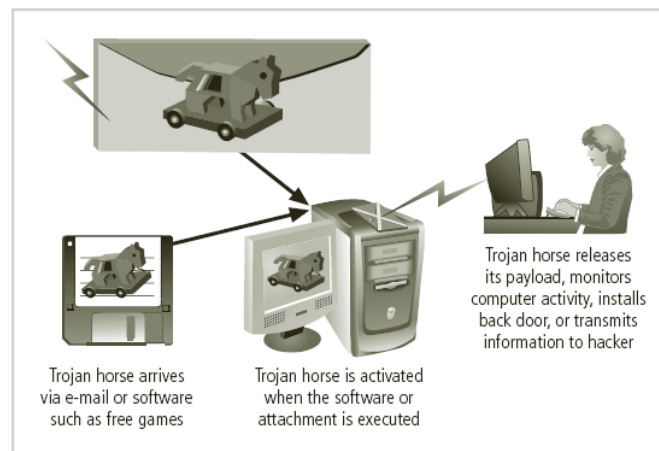 Trojan horse arrives
via e-mail or software
such as free games
Trojan horse is activated
when the software or
attachment is executed
Trojan horse releases
its payload, monitors
computer activity, installs
back door, or transmits
information to hacker